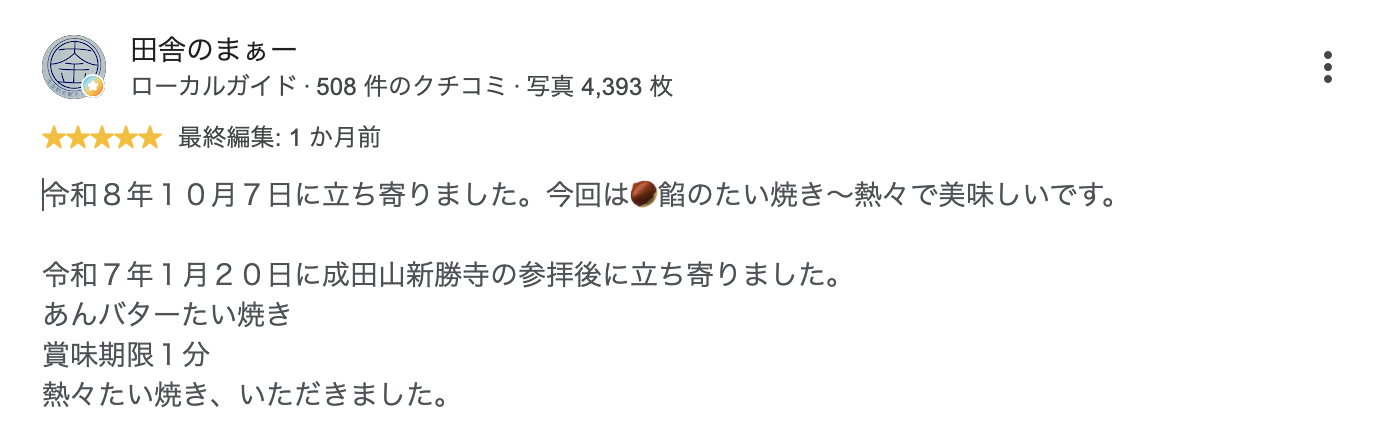 田舎のまぁー
ローカルガイド · 508 件のクチコミ · 写真 4,393 枚
★★★★★ 最終編集: 1 か月前
令和８年１０月７日に立ち寄りました。今回は🌰餡のたい焼き〜熱々で美味しいです。
令和７年１月２０日に成田山新勝寺の参拝後に立ち寄りました。
あんバターたい焼き
賞味期限１分
熱々たい焼き、いただきました。